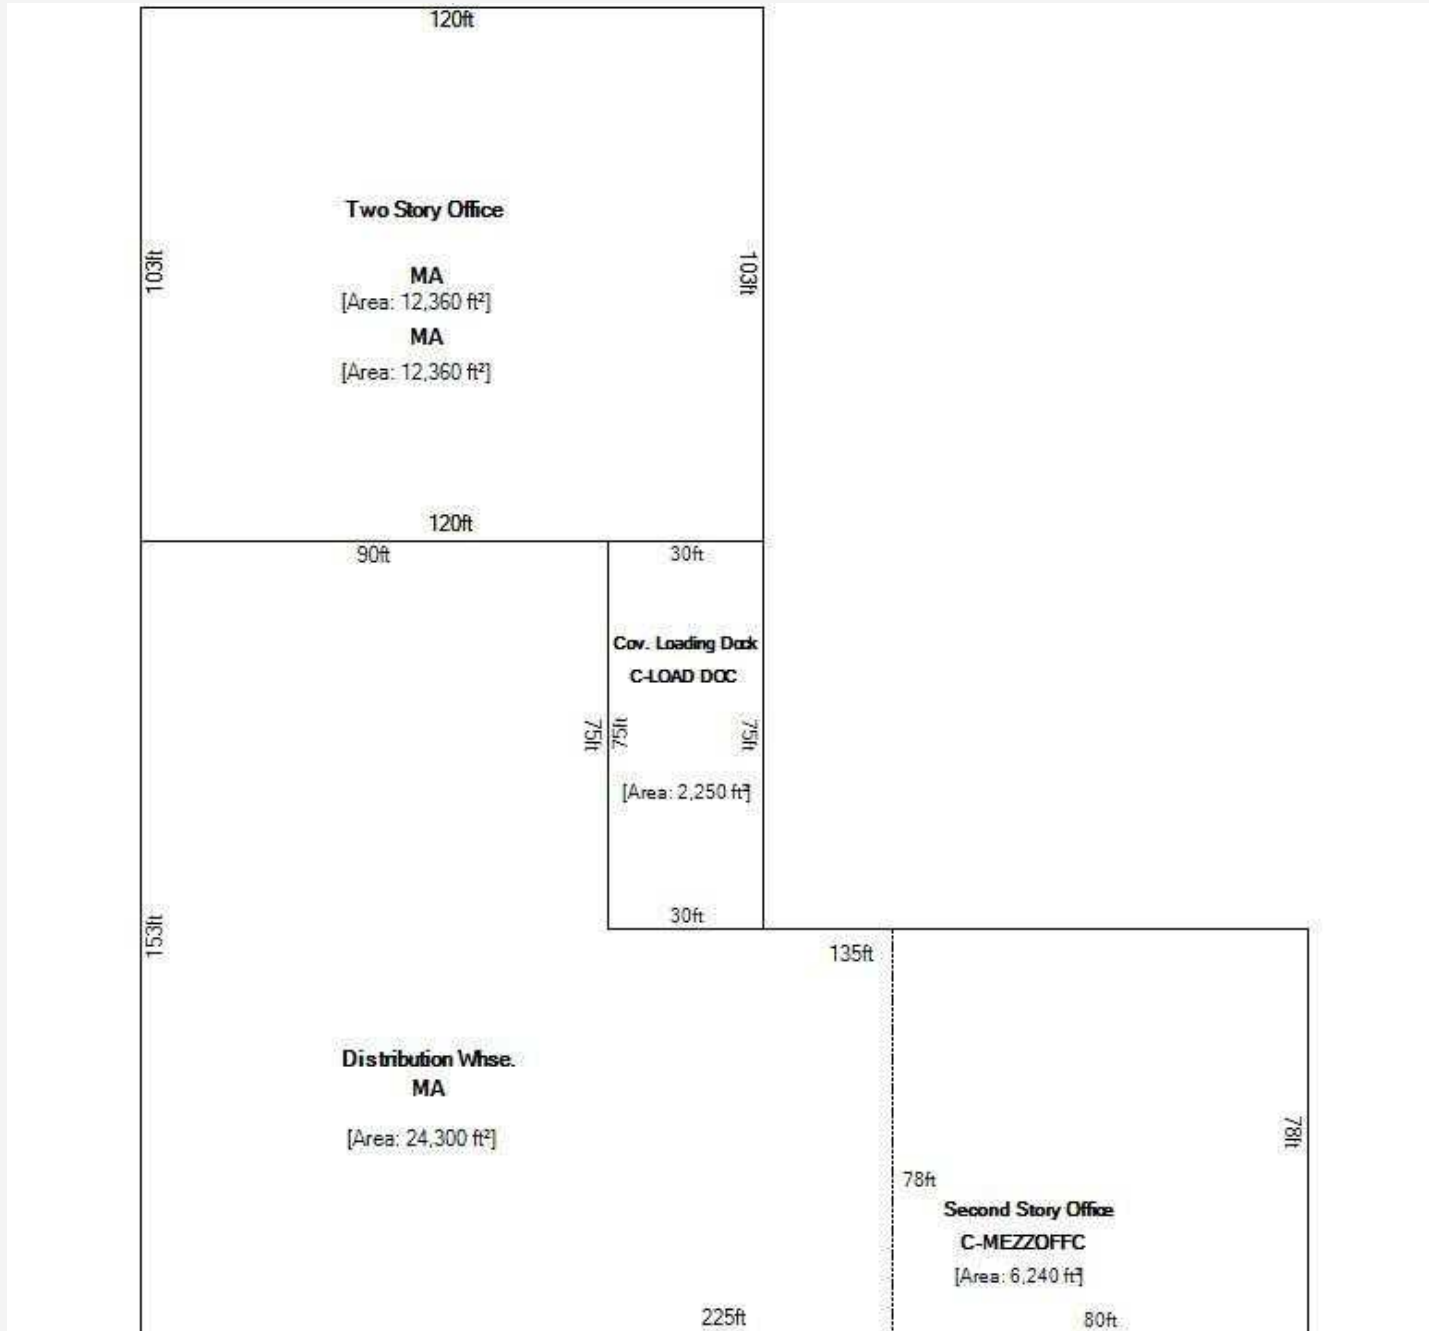 120ft
Two Story Office
103ft
103ft
MA
[Area: 12,360 ft²]
MA
[Area: 12,360 ft²]
120ft
90ft
30ft
Cov. Loading Dock
C-LOAD DOC
75ft
75ft
75ft
[Area: 2,250 ft²]
30ft
153ft
135ft
Distribution Whse.
MA
[Area: 24,300 ft²]
78ft
78ft
Second Story Office
C-MEZZOFFC
[Area: 6,240 ft²]
225ft
80ft